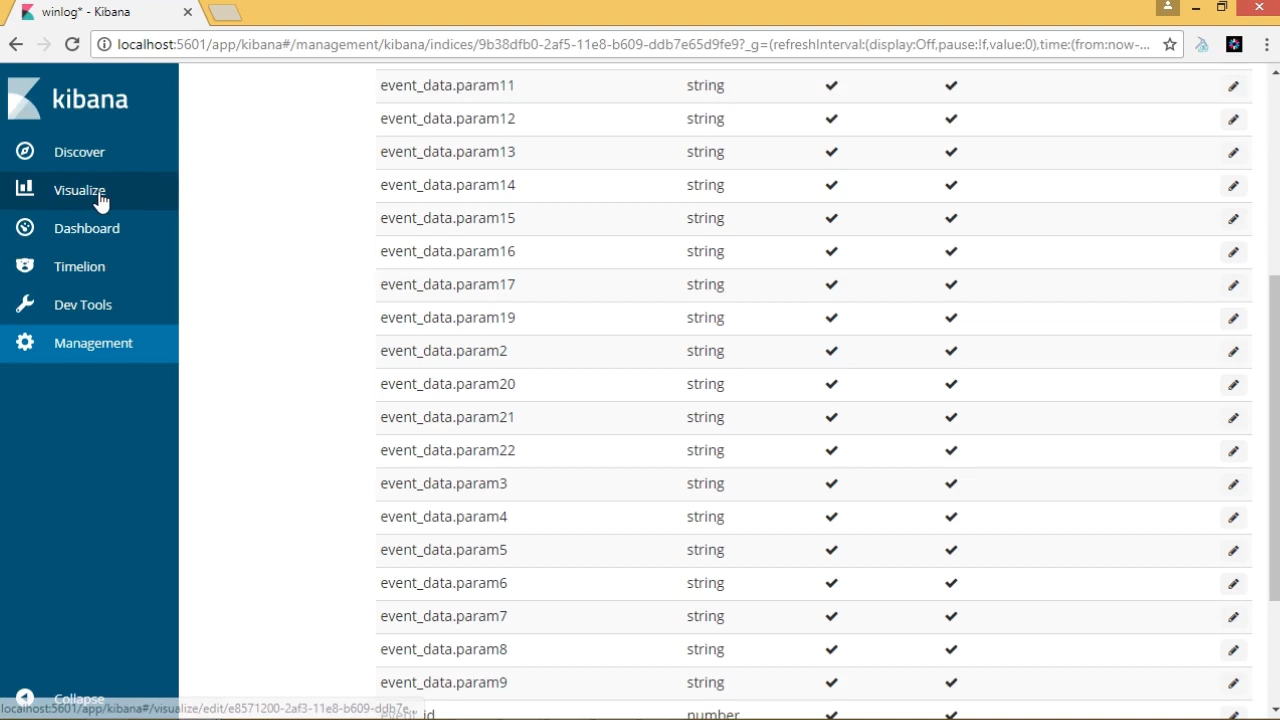 winlog* - Kibana
localhost:5601/app/kibana#/management/kibana/indices/9b38dfb0-2af5-11e8-b609-ddb7e65d9fe9?_g=(refreshInterval:(display:Off,pause:!f,value:0),time:(from:now-...
kibana
Discover
Visualize
Dashboard
Timelion
Dev Tools
Management
Collapse
event_data.param11 string
event_data.param12 string
event_data.param13 string
event_data.param14 string
event_data.param15 string
event_data.param16 string
event_data.param17 string
event_data.param19 string
event_data.param2 string
event_data.param20 string
event_data.param21 string
event_data.param22 string
event_data.param3 string
event_data.param4 string
event_data.param5 string
event_data.param6 string
event_data.param7 string
event_data.param8 string
event_data.param9 string
event_id number
localhost:5601/app/kibana#/visualize/edit/e8571200-2af3-11e8-b609-ddb7e...